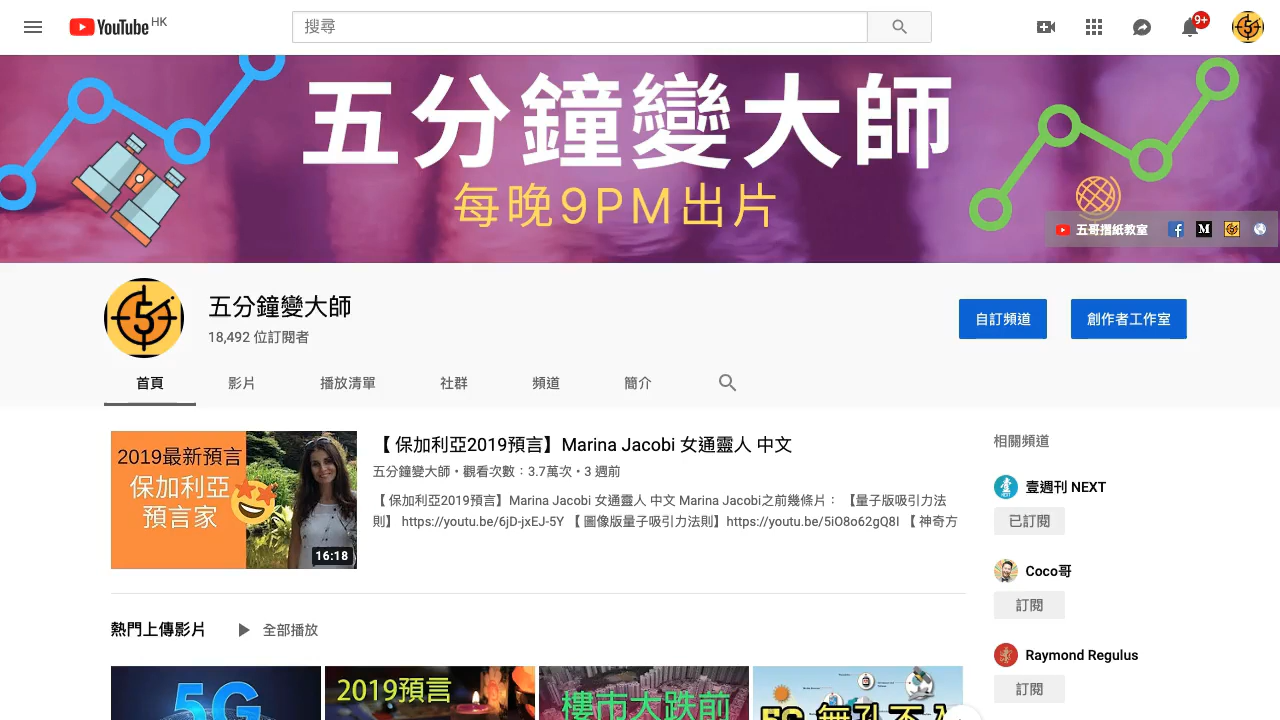 YouTube HK
搜尋
9+
五分鐘變大師
每晚9PM出片
五哥摺紙教室
5
五分鐘變大師
18,492 位訂閱者
自訂頻道
創作者工作室
首頁
影片
播放清單
社群
頻道
簡介
2019最新預言
保加利亞
預言家
16:18
【 保加利亞2019預言】Marina Jacobi 女通靈人 中文
五分鐘變大師・觀看次數：3.7萬次・3 週前
【 保加利亞2019預言】Marina Jacobi 女通靈人 中文 Marina Jacobi之前幾條片： 【量子版吸引力法
則】 https://youtu.be/6jD-jxEJ-5Y 【 圖像版量子吸引力法則】https://youtu.be/5iO8o62gQ8I 【 神奇方
相關頻道
壹週刊 NEXT
已訂閱
Coco哥
訂閱
Raymond Regulus
訂閱
熱門上傳影片
全部播放
5G
2019預言
樓市大跌前
5G 無孔不入